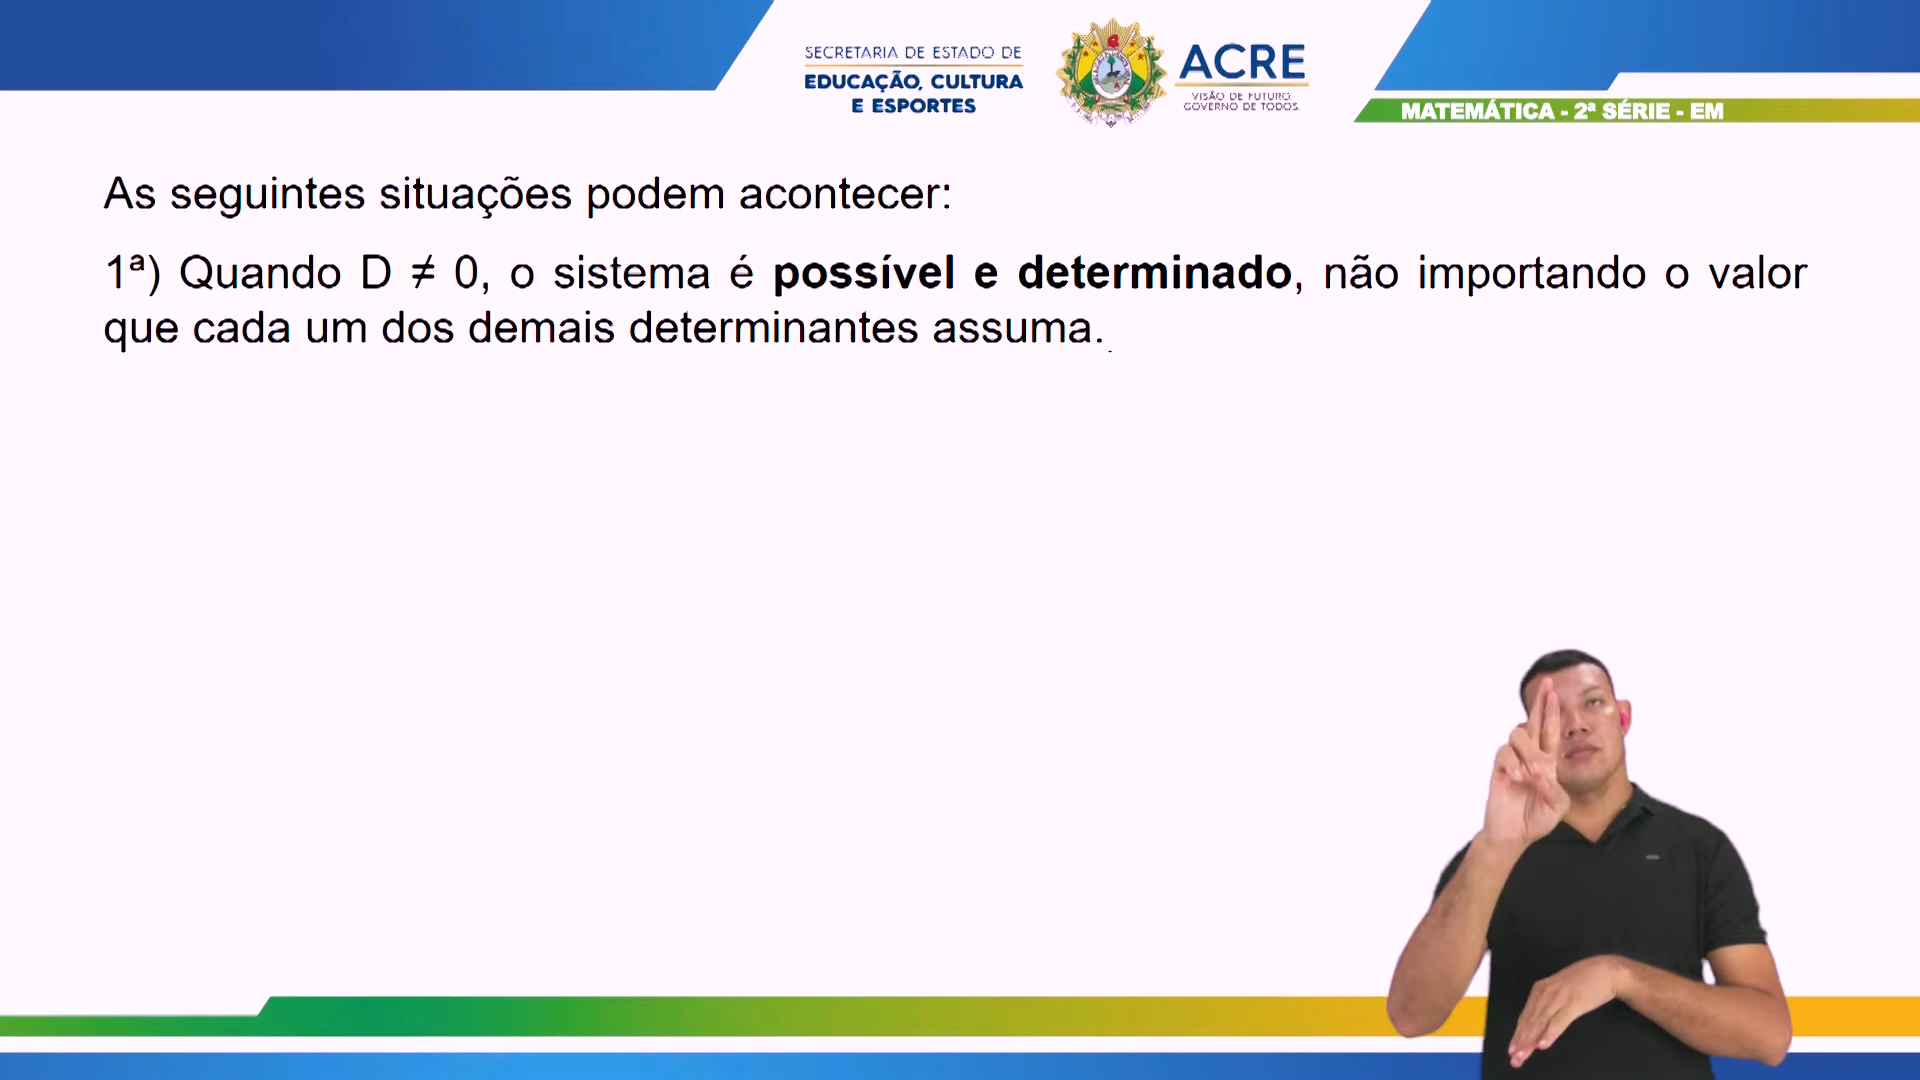 SECRETARIA DE ESTADO DE
EDUCAÇÃO, CULTURA
E ESPORTES
ACRE
VISÃO DE FUTURO.
GOVERNO DE TODOS.
MATEMÁTICA - 2ª SÉRIE - EM
As seguintes situações podem acontecer:
1ª) Quando D ≠ 0, o sistema é possível e determinado, não importando o valor
que cada um dos demais determinantes assuma.